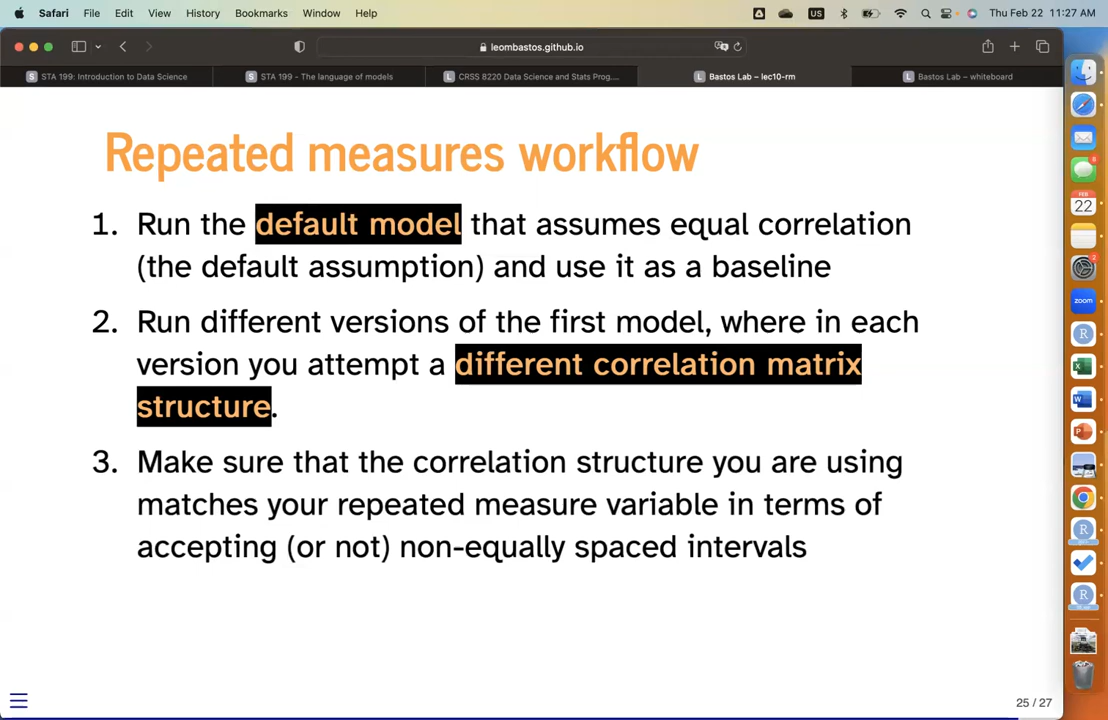 Safari File Edit View History Bookmarks Window Help US Thu Feb 22 11:27 AM
leombastos.github.io
STA 199: Introduction to Data Science
STA 199 - The language of models
CRSS 8220 Data Science and Stats Prog....
Bastos Lab – lec10-rm
Bastos Lab – whiteboard
Repeated measures workflow
1. Run the default model that assumes equal correlation
(the default assumption) and use it as a baseline
2. Run different versions of the first model, where in each
version you attempt a different correlation matrix
structure.
3. Make sure that the correlation structure you are using
matches your repeated measure variable in terms of
accepting (or not) non-equally spaced intervals
25 / 27
FEB
22
zoom